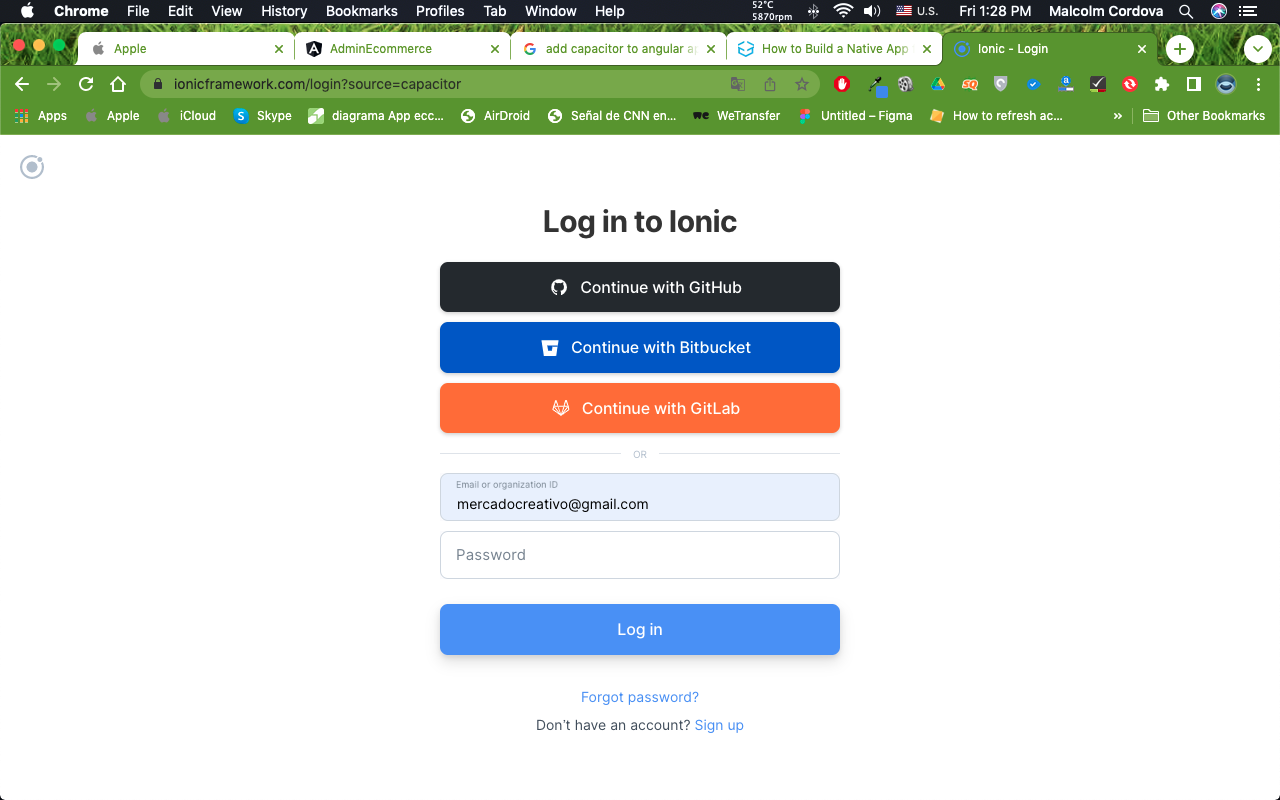 Chrome File Edit View History Bookmarks Profiles Tab Window Help 52°C 5870rpm U.S. Fri 1:28 PM Malcolm Cordova
Apple AdminEcommerce add capacitor to angular ap How to Build a Native App Ionic - Login
ionicframework.com/login?source=capacitor
Apps Apple iCloud Skype diagrama App ecc... AirDroid Señal de CNN en... WeTransfer Untitled – Figma How to refresh ac... » Other Bookmarks
Log in to Ionic
Continue with GitHub
Continue with Bitbucket
Continue with GitLab
OR
Email or organization ID
mercadocreativo@gmail.com
Password
Log in
Forgot password?
Don't have an account? Sign up